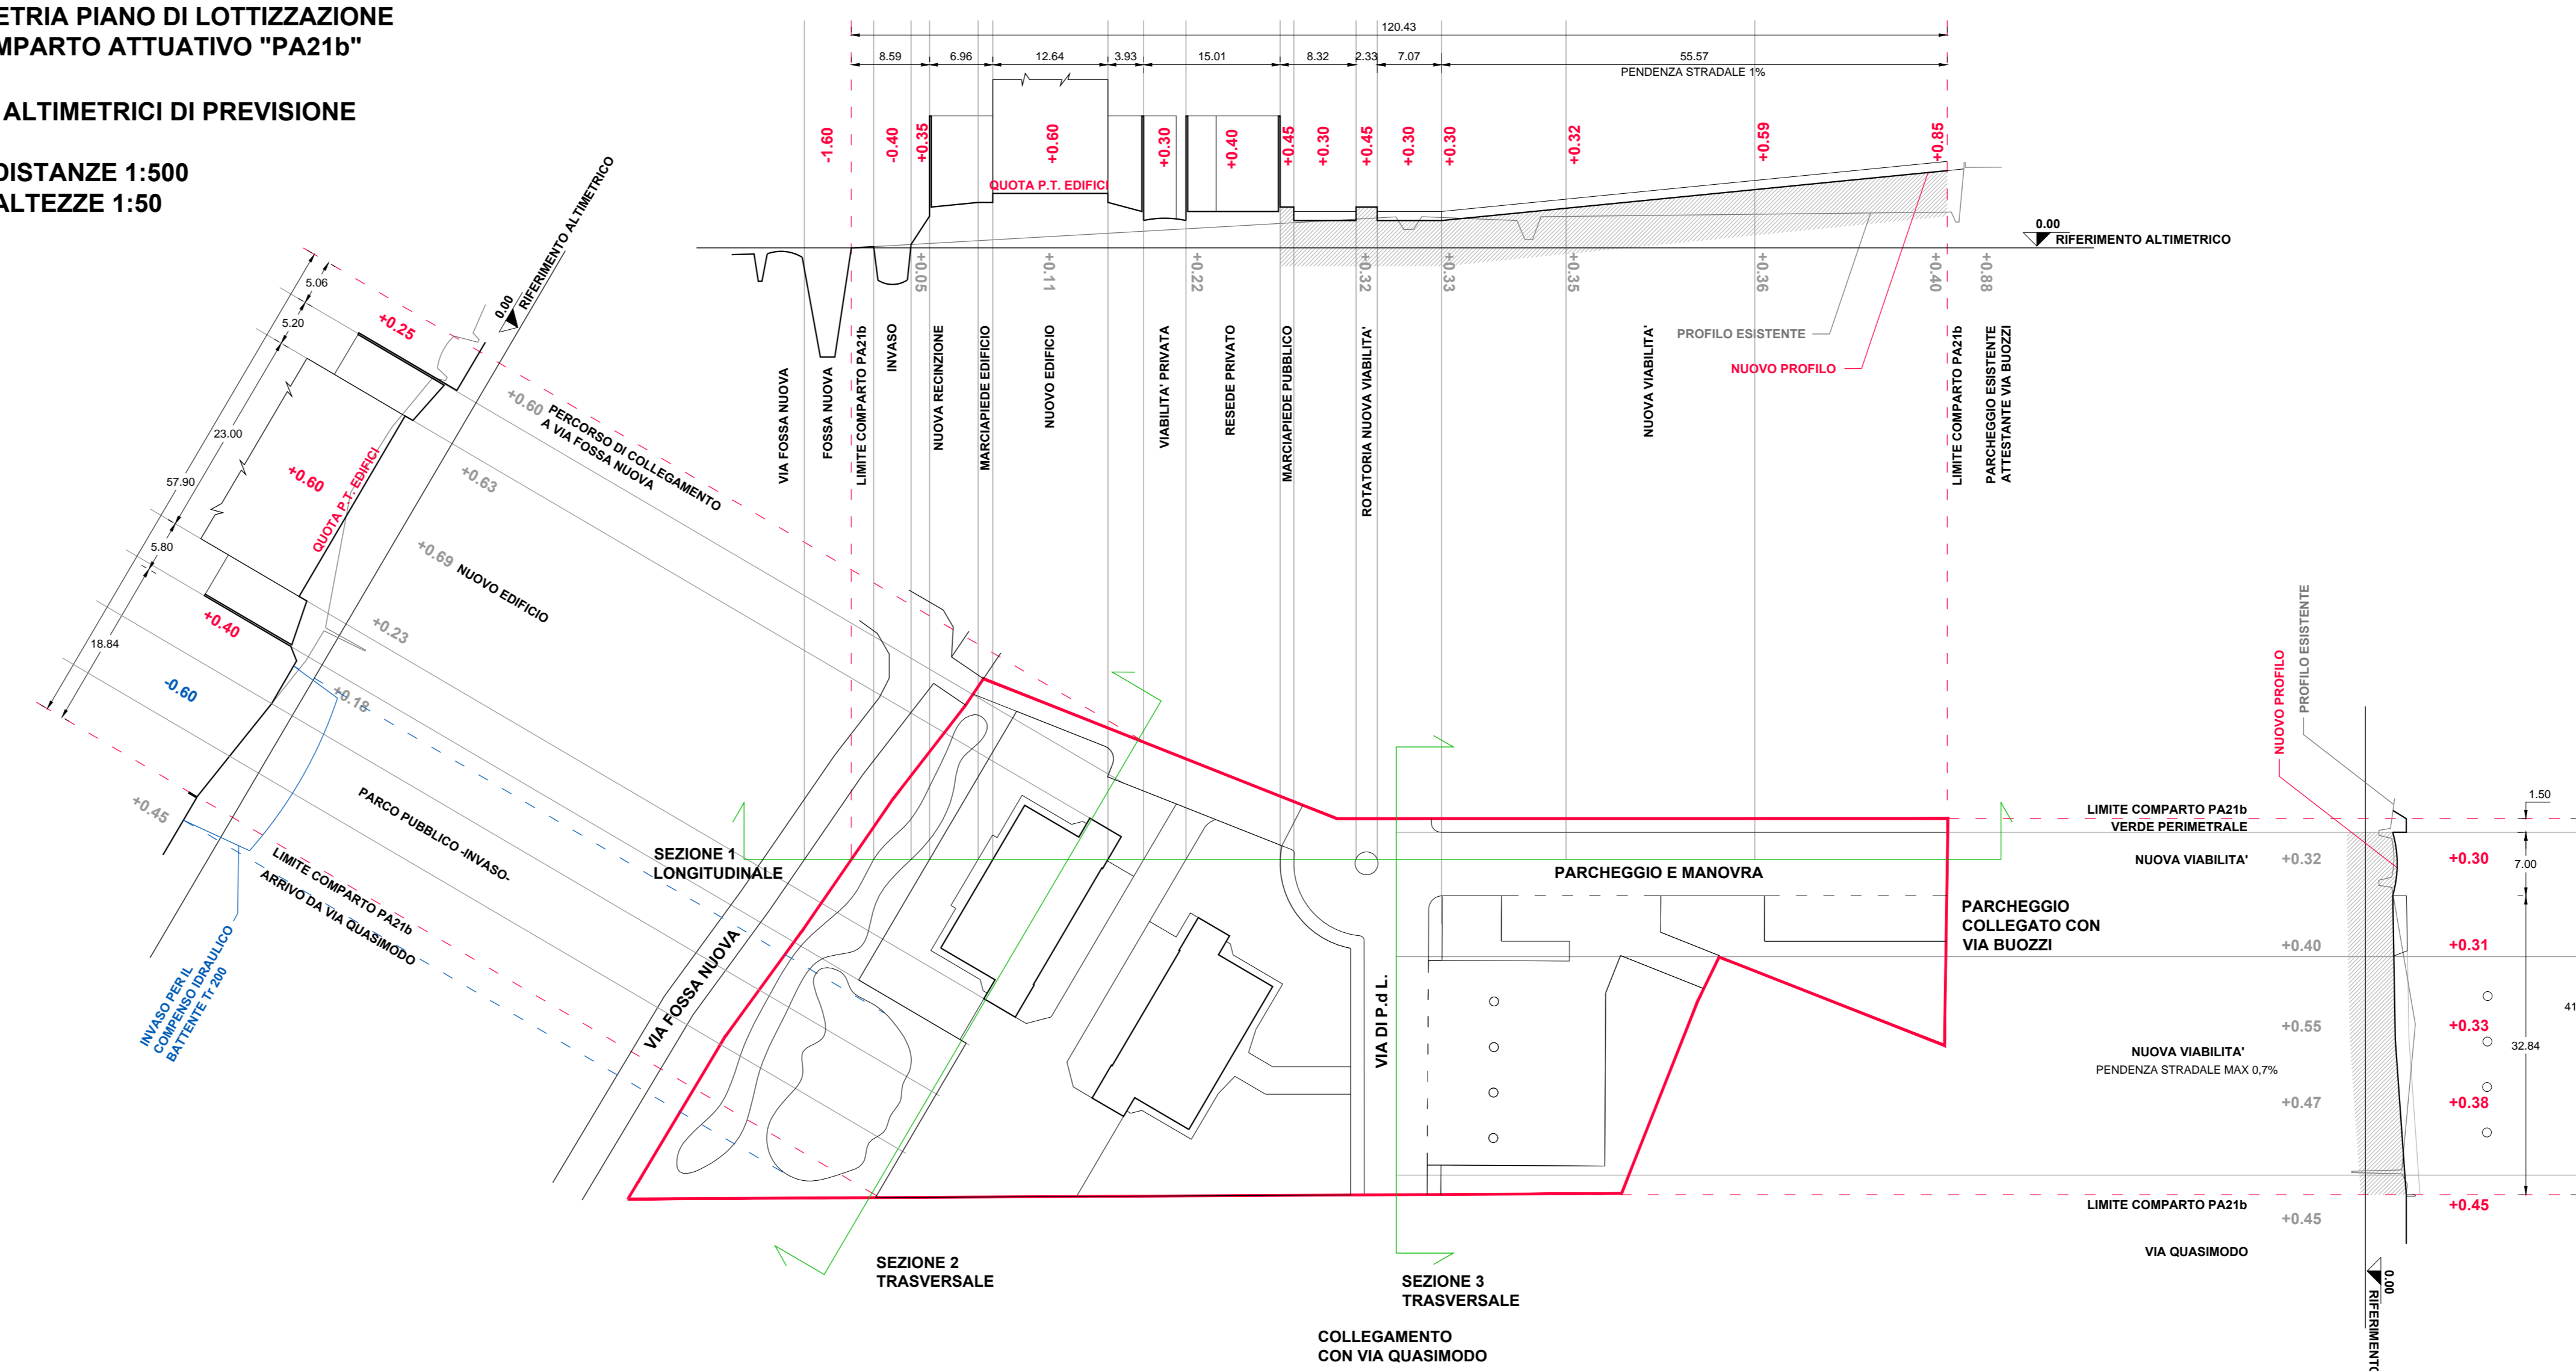 ETRIA PIANO DI LOTTIZZAZIONE
MPARTO ATTUATIVO "PA21b"
ALTIMETRICI DI PREVISIONE
DISTANZE 1:500
ALTEZZE 1:50
120.43
8.59
6.96
12.64
3.93
15.01
8.32
2.33
7.07
55.57
PENDENZA STRADALE 1%
-1.60
-0.40
+0.35
+0.60
+0.30
+0.40
+0.45
+0.30
+0.45
+0.30
+0.30
+0.32
+0.59
+0.85
QUOTA P.T. EDIFICI
0.00
RIFERIMENTO ALTIMETRICO
+0.05
+0.11
+0.22
+0.32
+0.33
+0.35
+0.36
+0.40
+0.88
VIA FOSSA NUOVA
FOSSA NUOVA
LIMITE COMPARTO PA21b
INVASO
NUOVA RECINZIONE
MARCIAPIEDE EDIFICIO
NUOVO EDIFICIO
VIABILITA' PRIVATA
RESEDE PRIVATO
MARCIAPIEDE PUBBLICO
ROTATORIA NUOVA VIABILITA'
NUOVA VIABILITA'
PROFILO ESISTENTE
NUOVO PROFILO
LIMITE COMPARTO PA21b
PARCHEGGIO ESISTENTE
ATTESTANTE VIA BUOZZI
0.00
RIFERIMENTO ALTIMETRICO
5.06
5.20
23.00
57.90
5.80
18.84
+0.25
+0.60
QUOTA P.T. EDIFICI
+0.40
-0.60
+0.60
PERCORSO DI COLLEGAMENTO
A VIA FOSSA NUOVA
+0.63
+0.69
NUOVO EDIFICIO
+0.23
+0.18
PARCO PUBBLICO -INVASO-
+0.45
LIMITE COMPARTO PA21b
ARRIVO DA VIA QUASIMODO
INVASO PER IL
COMPENSO IDRAULICO
BATTENTE Tr 200
SEZIONE 1
LONGITUDINALE
VIA FOSSA NUOVA
VIA DI P.d L.
PARCHEGGIO E MANOVRA
PARCHEGGIO
COLLEGATO CON
VIA BUOZZI
SEZIONE 2
TRASVERSALE
SEZIONE 3
TRASVERSALE
COLLEGAMENTO
CON VIA QUASIMODO
NUOVO PROFILO
PROFILO ESISTENTE
LIMITE COMPARTO PA21b
VERDE PERIMETRALE
1.50
NUOVA VIABILITA'
+0.32
+0.30
7.00
+0.40
+0.31
41
+0.55
+0.33
32.84
NUOVA VIABILITA'
PENDENZA STRADALE MAX 0,7%
+0.47
+0.38
LIMITE COMPARTO PA21b
+0.45
+0.45
VIA QUASIMODO
0.00
RIFERIMENTO